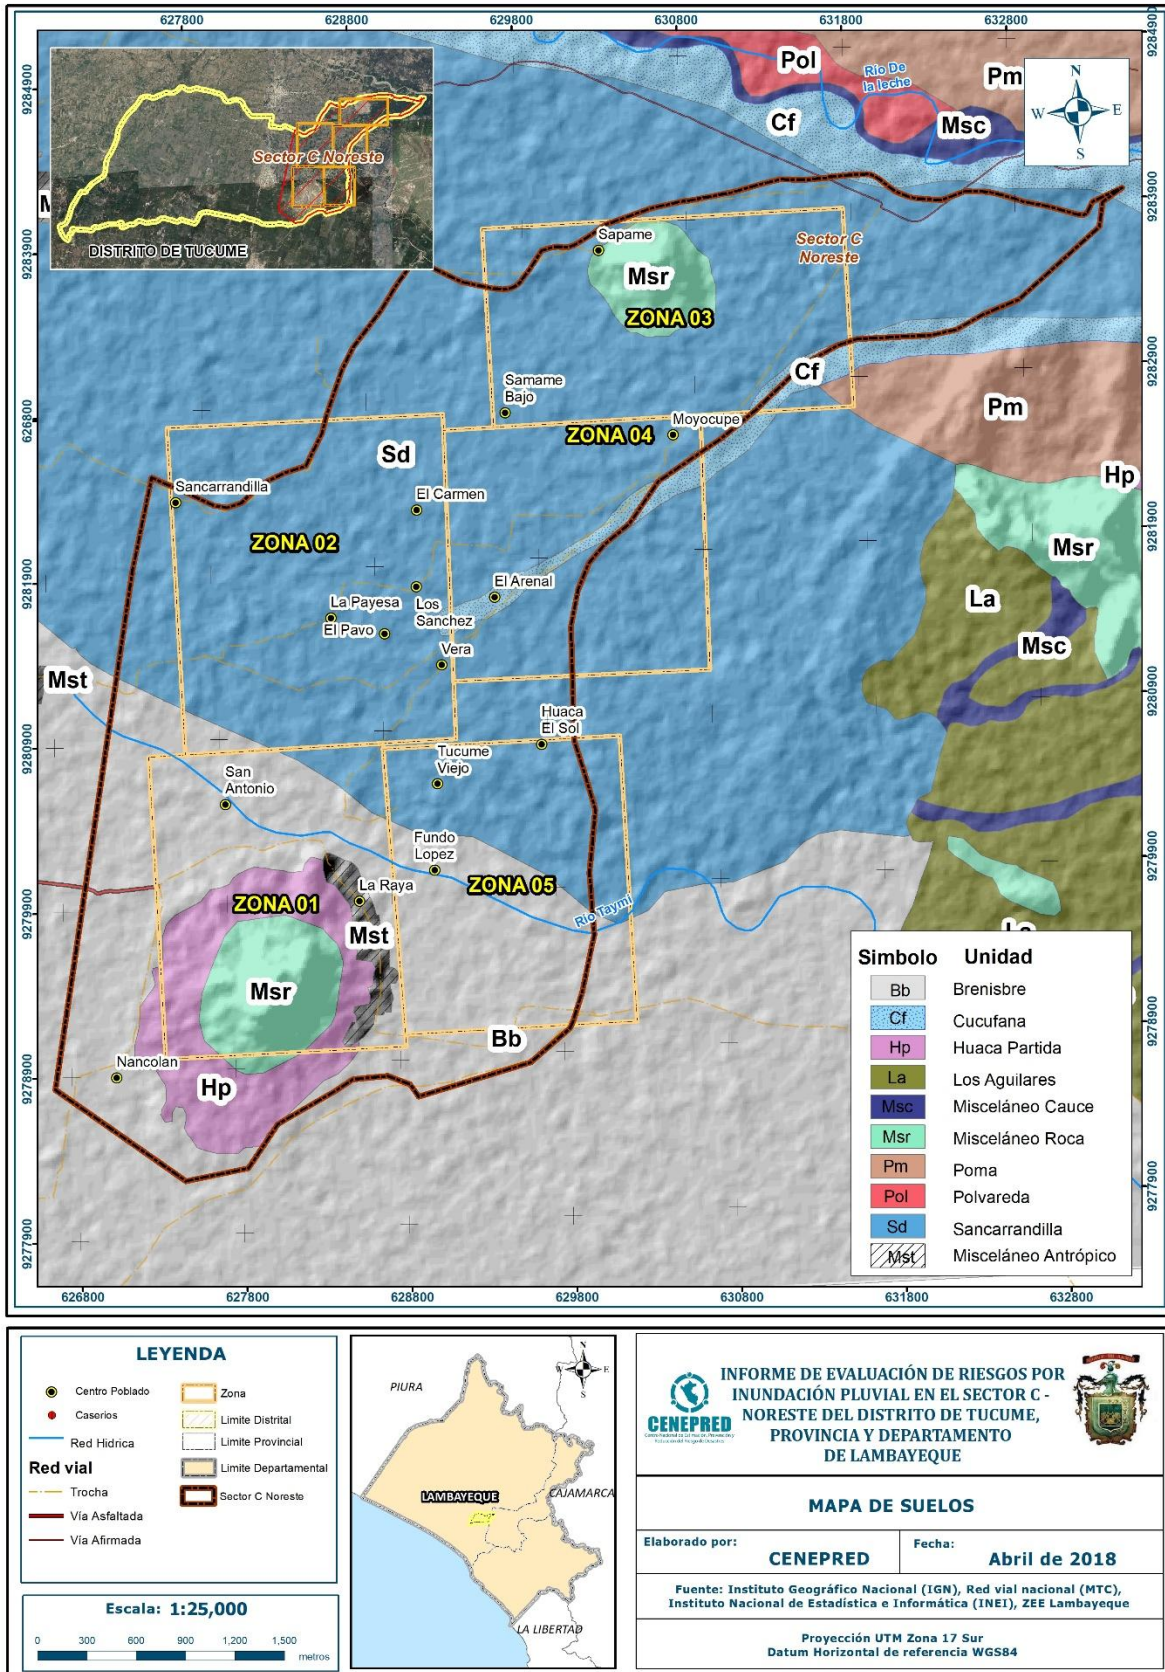 627800 628800 629800 630800 631800 632800
9284900
9283900
626800
9281900
9280900
9279900
9278900
9277900
9284900
9283900
9282900
9281900
9280900
9279900
9278900
9277900
Sector C Noreste
DISTRITO DE TUCUME
Pol
Río De
la leche
Pm
Cf
Msc
N
W E
S
Sapame
Msr
ZONA 03
Sector C
Noreste
Samame
Bajo
Cf
Pm
Moyocupe
ZONA 04
Sd
Hp
Sancarrandilla
El Carmen
ZONA 02
Msr
El Arenal
La
La Payesa
Los
Sanchez
El Pavo
Msc
Vera
Mst
Huaca
El Sol
Tucume
Viejo
San
Antonio
Fundo
Lopez
ZONA 05
La Raya
ZONA 01
Río Taymi
Mst
Msr
Bb
Nancolan
Hp
Simbolo Unidad
Bb Brenisbre
Cf Cucufana
Hp Huaca Partida
La Los Aguilares
Msc Misceláneo Cauce
Msr Misceláneo Roca
Pm Poma
Pol Polvareda
Sd Sancarrandilla
Mst Misceláneo Antrópico
626800 627800 628800 629800 630800 631800 632800
LEYENDA
Centro Poblado
Caserios
Red Hidrica
Red vial
Trocha
Vía Asfaltada
Vía Afirmada
Zona
Limite Distrital
Limite Provincial
Limite Departamental
Sector C Noreste
Escala: 1:25,000
0 300 600 900 1,200 1,500
metros
PIURA
N
W E
S
LAMBAYEQUE
CAJAMARCA
LA LIBERTAD
CENEPRED
INFORME DE EVALUACIÓN DE RIESGOS POR
INUNDACIÓN PLUVIAL EN EL SECTOR C -
NORESTE DEL DISTRITO DE TUCUME,
PROVINCIA Y DEPARTAMENTO
DE LAMBAYEQUE
MAPA DE SUELOS
Elaborado por:
CENEPRED
Fecha:
Abril de 2018
Fuente: Instituto Geográfico Nacional (IGN), Red vial nacional (MTC),
Instituto Nacional de Estadística e Informática (INEI), ZEE Lambayeque
Proyección UTM Zona 17 Sur
Datum Horizontal de referencia WGS84